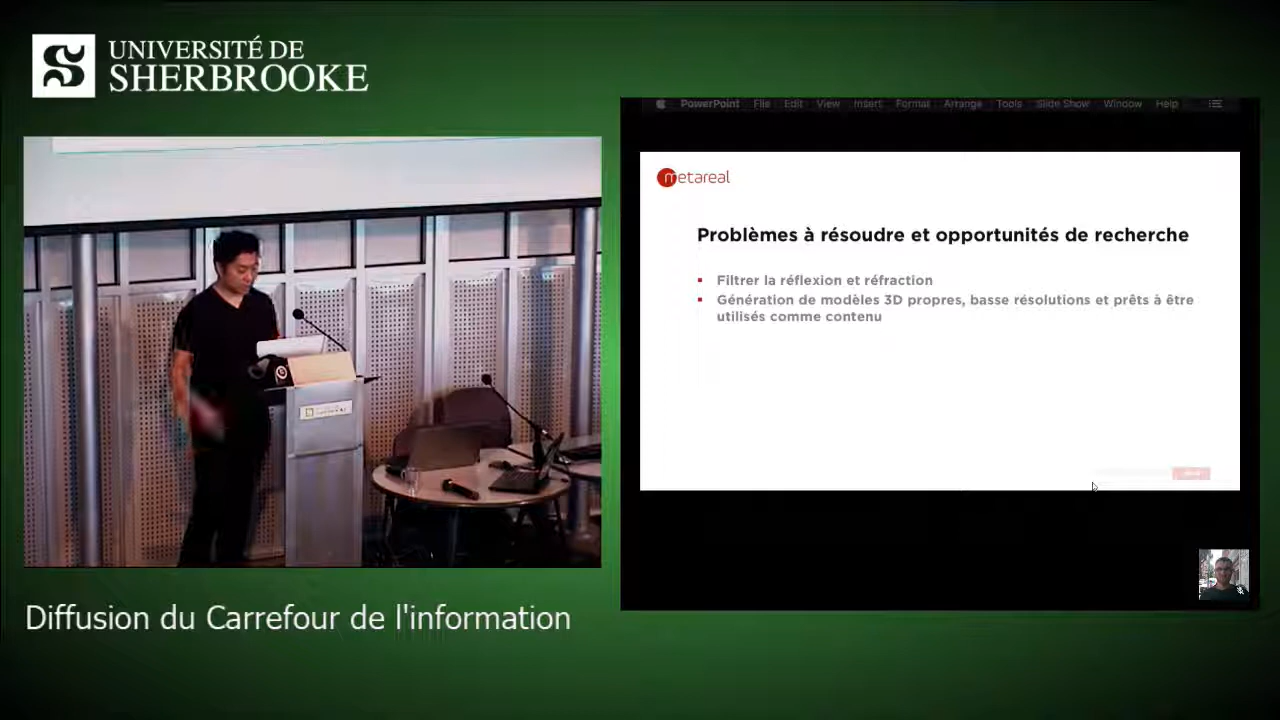 UNIVERSITÉ DE
SHERBROOKE
PowerPoint File Edit View Insert Format Arrange Tools Slide Show Window Help
metareal
Problèmes à résoudre et opportunités de recherche
Filtrer la réflexion et réfraction
Génération de modèles 3D propres, basse résolutions et prêts à être
utilisés comme contenu
Diffusion du Carrefour de l'information